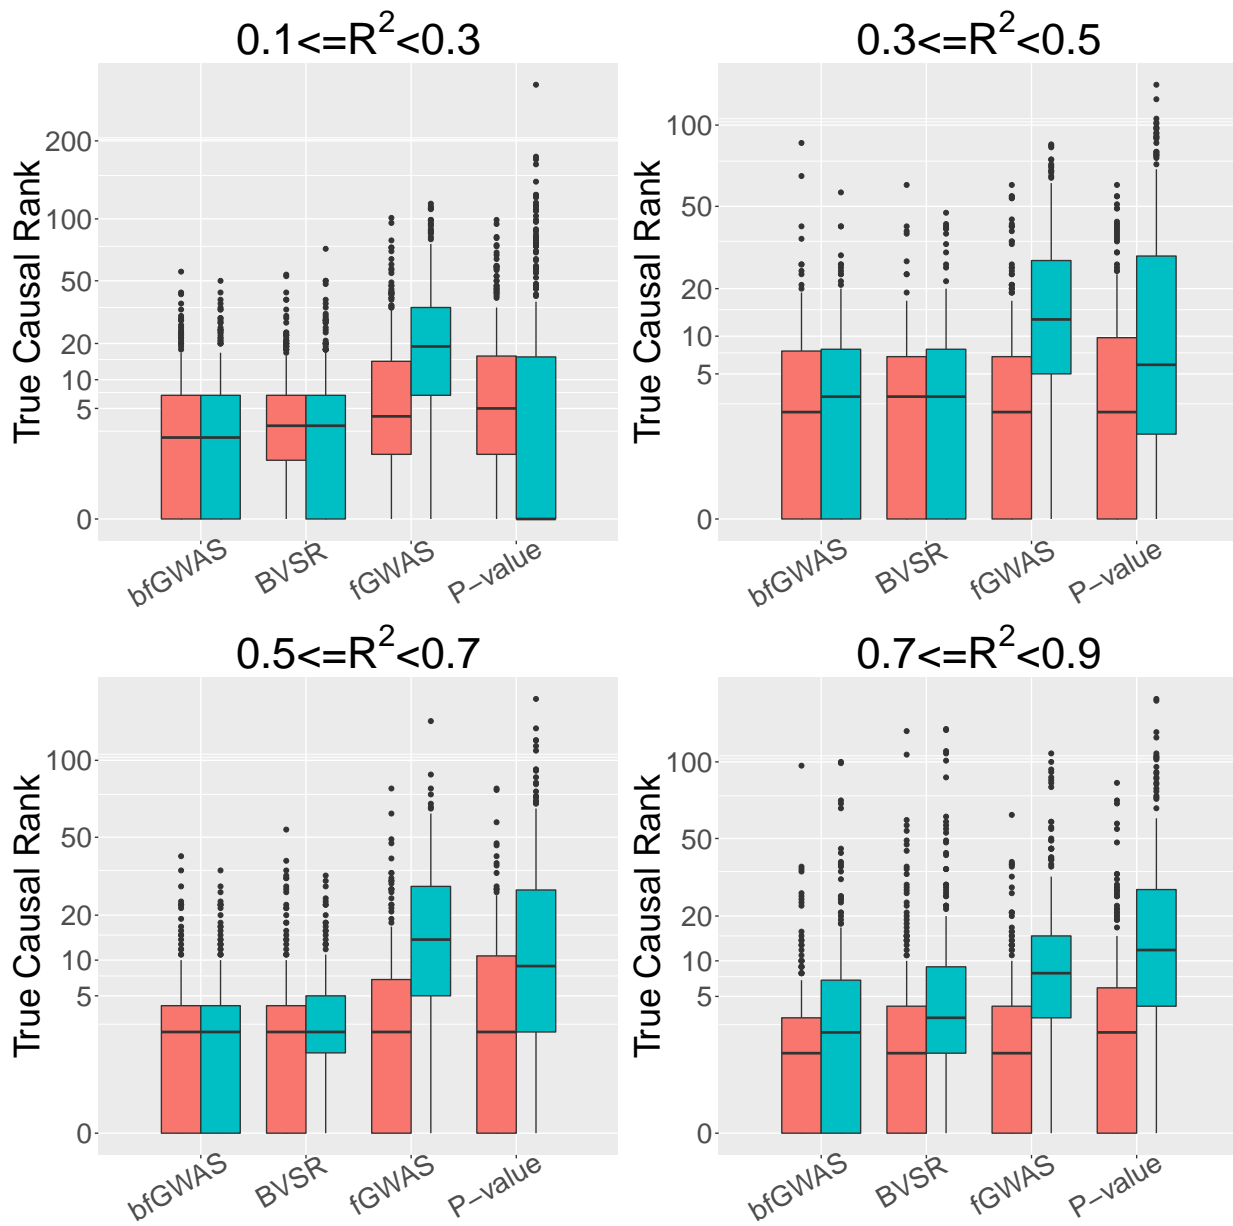 0.1<=R²<0.3
True Causal Rank
200
100
50
20
10
5
0
bfGWAS
BVSR
fGWAS
P−value
0.3<=R²<0.5
True Causal Rank
100
50
20
10
5
0
bfGWAS
BVSR
fGWAS
P−value
0.5<=R²<0.7
True Causal Rank
100
50
20
10
5
0
bfGWAS
BVSR
fGWAS
P−value
0.7<=R²<0.9
True Causal Rank
100
50
20
10
5
0
bfGWAS
BVSR
fGWAS
P−value